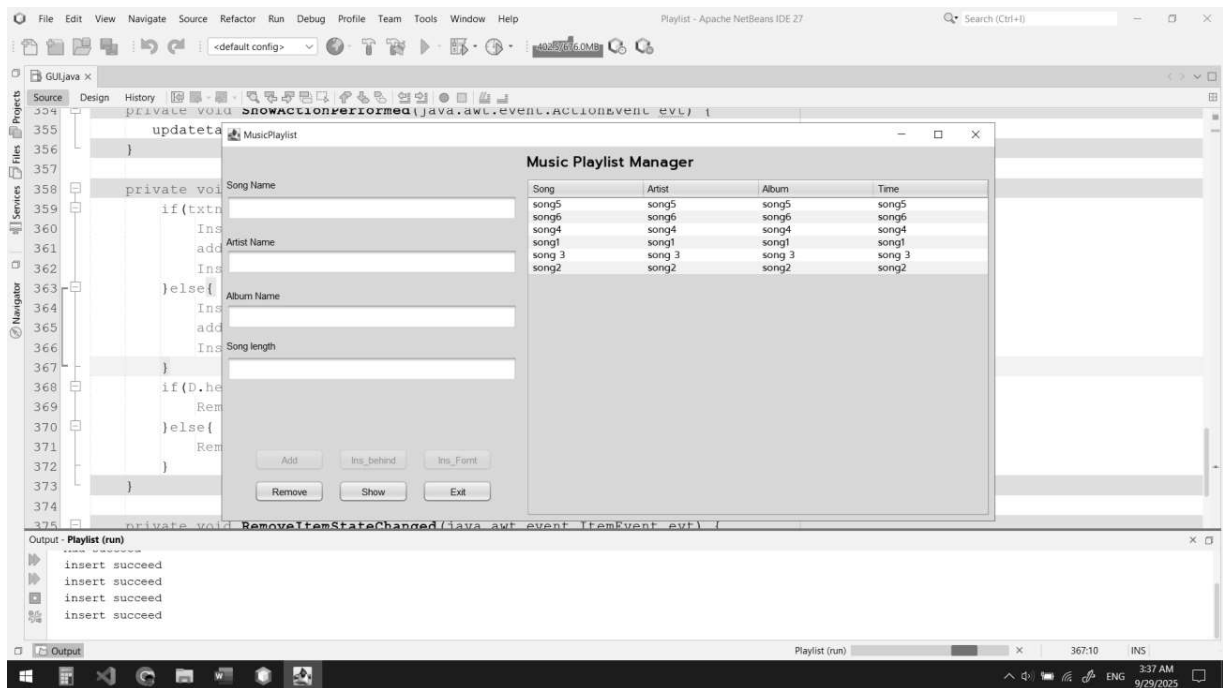 File Edit View Navigate Source Refactor Run Debug Profile Team Tools Window Help Playlist - Apache NetBeans IDE 27 Search (Ctrl+I)
<default config>
GUI.java ×
Source Design History
354 private void ShowActionPerformed(java.awt.event.ActionEvent evt) {
355 updateta
356 }
357
358 private voi
359 if(txtn
360 Ins
361 add
362 Ins
363 }else{
364 Ins
365 add
366 Ins
367 }
368 if(D.he
369 Rem
370 }else{
371 Rem
372 }
373 }
374
375 private void RemoveItemStateChanged(java.awt.event.ItemEvent evt) {
Projects
Files
Services
Navigator
MusicPlaylist
Music Playlist Manager
Song Name
Artist Name
Album Name
Song length
Add Ins_behind Ins_Fornt
Remove Show Exit
Song Artist Album Time
song5 song5 song5 song5
song6 song6 song6 song6
song4 song4 song4 song4
song1 song1 song1 song1
song 3 song 3 song 3 song 3
song2 song2 song2 song2
Output - Playlist (run)
insert succeed
insert succeed
insert succeed
insert succeed
Output
Playlist (run) 367:10 INS
ENG 3:37 AM
9/29/2025